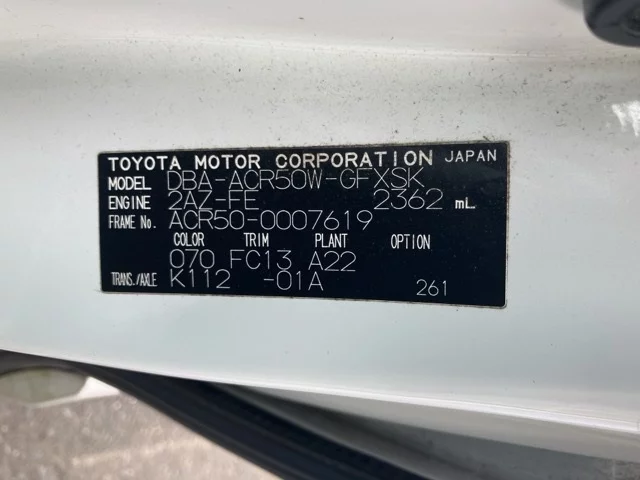 TOYOTA MOTOR CORPORATION JAPAN
MODEL DBA-ACR50W-GFXSK
ENGINE 2AZ-FE 2362 mL
FRAME No. ACR50-0007619
COLOR TRIM PLANT OPTION
070 FC13 A22
TRANS./AXLE K112 -01A 261